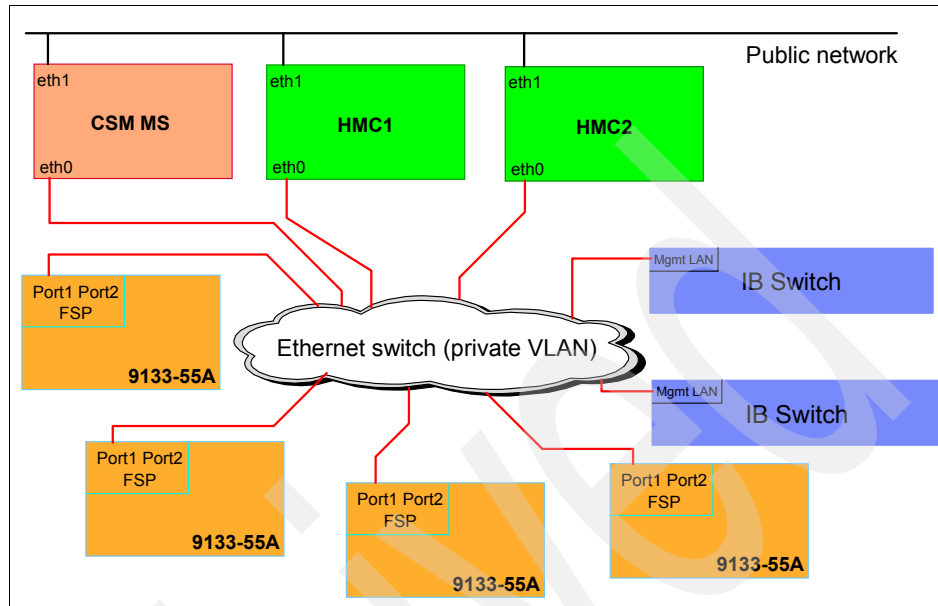 Public network
eth1
CSM MS
eth0
eth1
HMC1
eth0
eth1
HMC2
eth0
Mgmt LAN
IB Switch
Port1 Port2
FSP
9133-55A
Ethernet switch (private VLAN)
Mgmt LAN
IB Switch
Port1 Port2
FSP
9133-55A
Port1 Port2
FSP
9133-55A
Port1 Port2
FSP
9133-55A